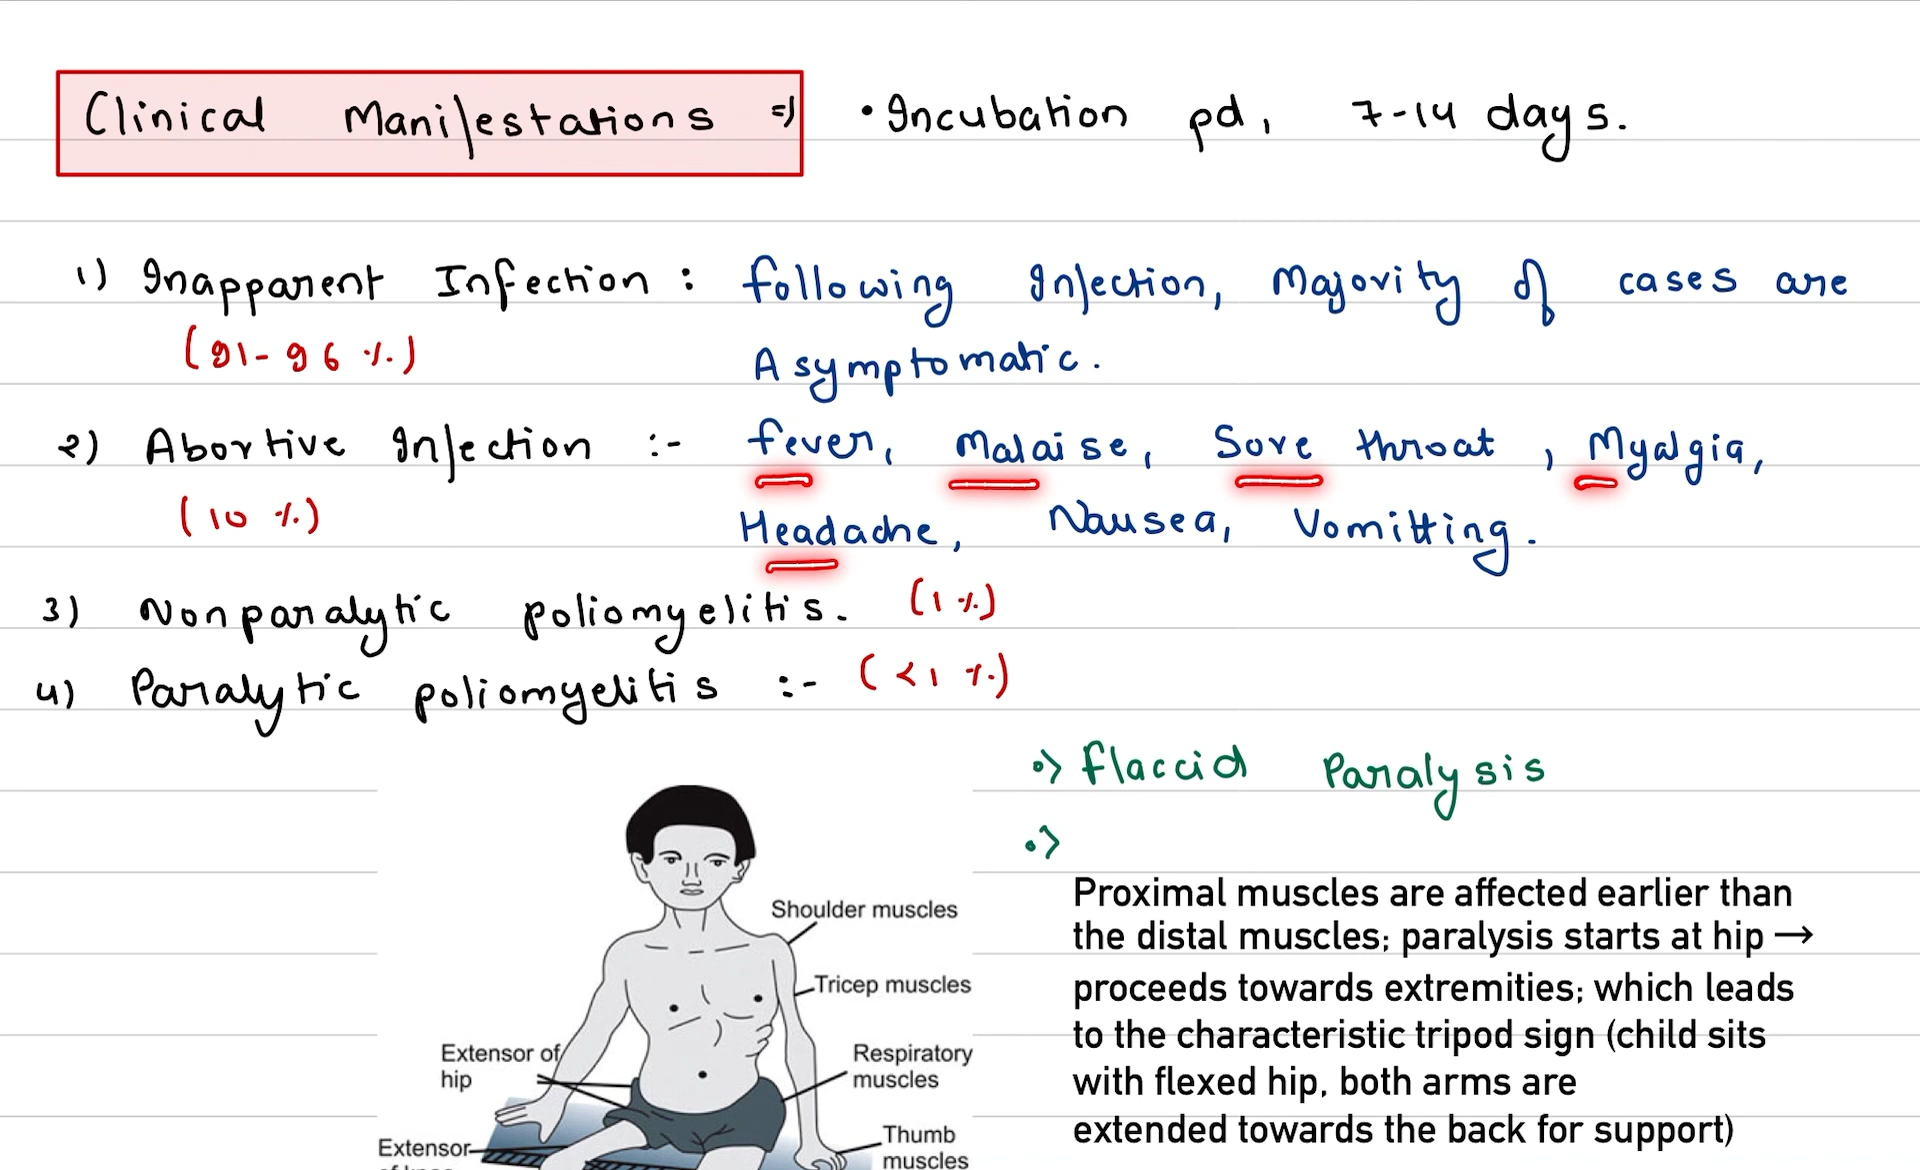 Clinical Manifestations => • Incubation pd, 7-14 days.
1) Inapparent Infection : following Infection, Majority of cases are
(91-96 %.) Asymptomatic.
2) Abortive Infection :- fever, Malaise, Sore throat, Myalgia,
(10 %.) Headache, Nausea, Vomitting.
3) Nonparalytic poliomyelitis. (1 %.)
4) Paralytic poliomyelitis :- (<1 %.)
•> flaccid Paralysis
•>
Proximal muscles are affected earlier than
the distal muscles; paralysis starts at hip →
proceeds towards extremities; which leads
to the characteristic tripod sign (child sits
with flexed hip, both arms are
extended towards the back for support)
Shoulder muscles
Tricep muscles
Extensor of
hip
Respiratory
muscles
Thumb
muscles
Extensor